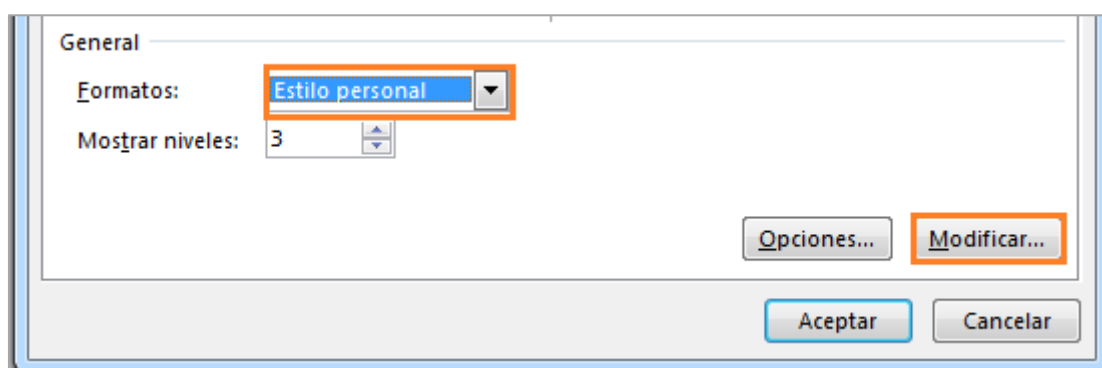 General
Formatos: Estilo personal
Mostrar niveles: 3
Opciones... Modificar...
Aceptar Cancelar